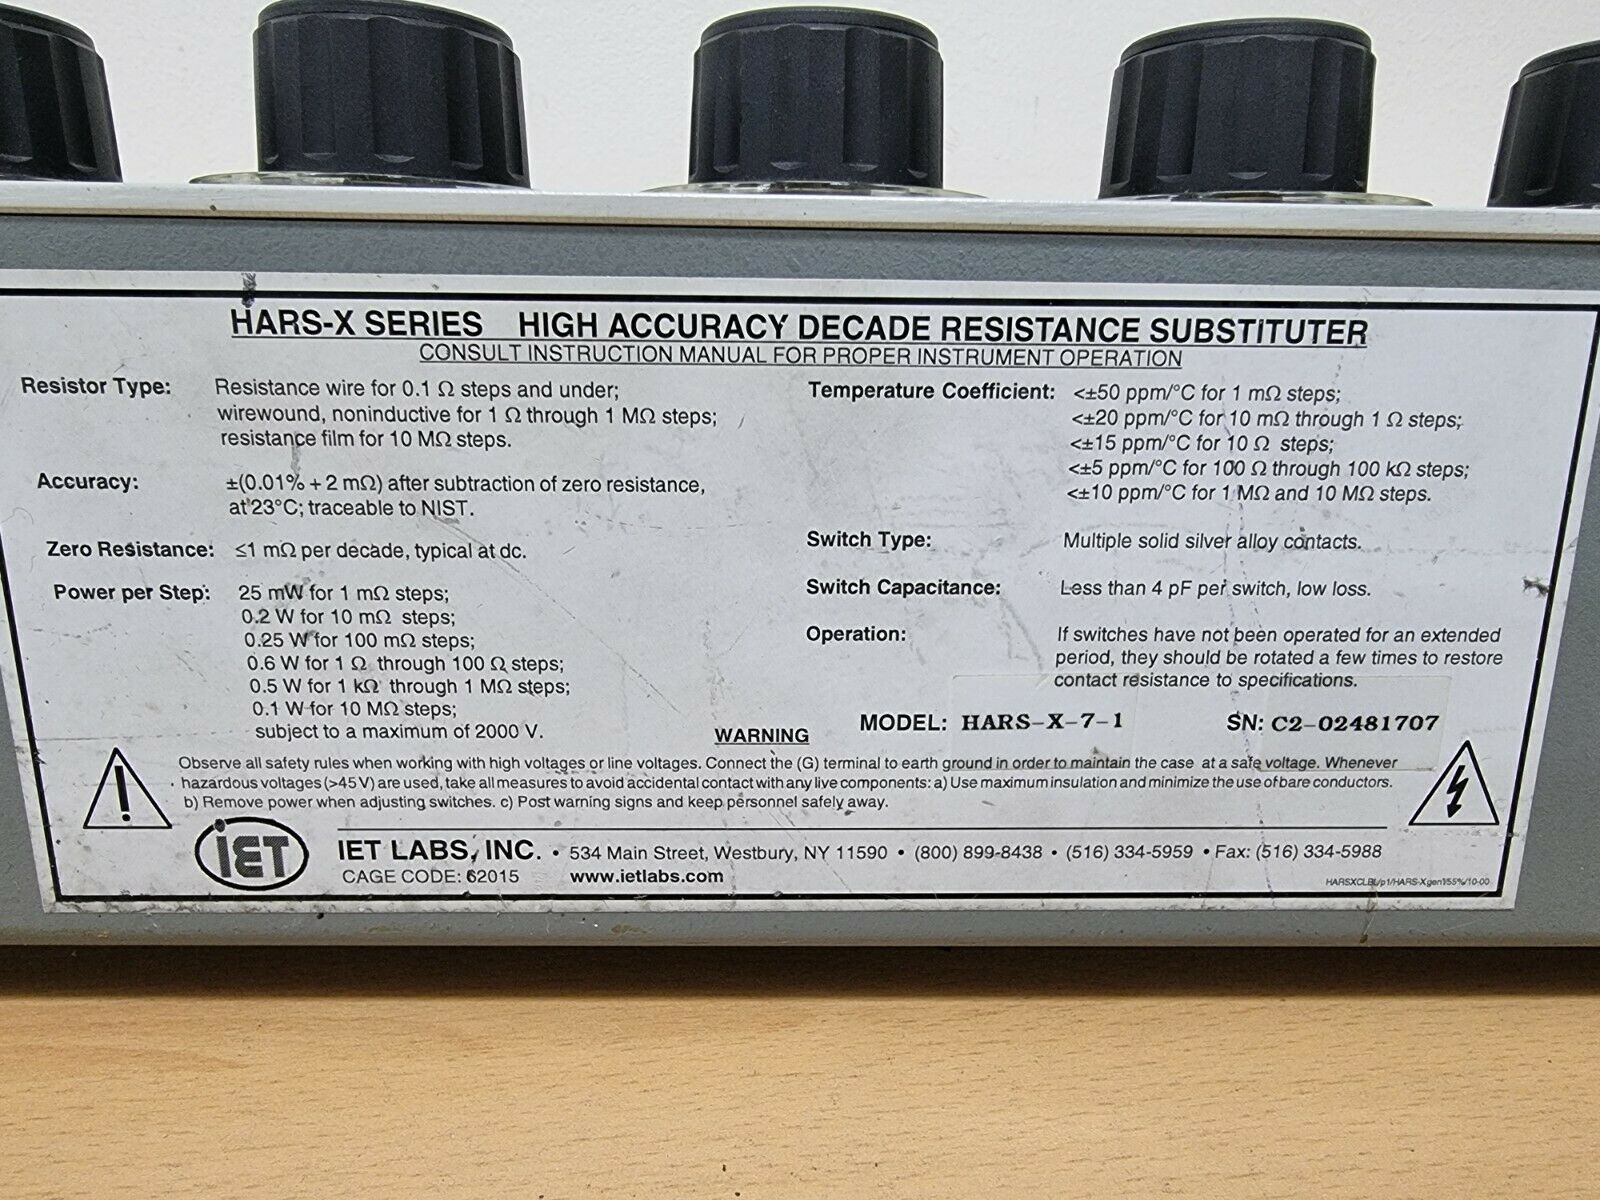 HARS-X SERIES HIGH ACCURACY DECADE RESISTANCE SUBSTITUTER
CONSULT INSTRUCTION MANUAL FOR PROPER INSTRUMENT OPERATION
Resistor Type: Resistance wire for 0.1 Ω steps and under;
wirewound, noninductive for 1 Ω through 1 MΩ steps;
resistance film for 10 MΩ steps.
Accuracy: ±(0.01% + 2 mΩ) after subtraction of zero resistance,
at 23°C; traceable to NIST.
Zero Resistance: ≤1 mΩ per decade, typical at dc.
Power per Step: 25 mW for 1 mΩ steps;
0.2 W for 10 mΩ steps;
0.25 W for 100 mΩ steps;
0.6 W for 1 Ω through 100 Ω steps;
0.5 W for 1 kΩ through 1 MΩ steps;
0.1 W for 10 MΩ steps;
subject to a maximum of 2000 V.
Temperature Coefficient: <±50 ppm/°C for 1 mΩ steps;
<±20 ppm/°C for 10 mΩ through 1 Ω steps;
<±15 ppm/°C for 10 Ω steps;
<±5 ppm/°C for 100 Ω through 100 kΩ steps;
<±10 ppm/°C for 1 MΩ and 10 MΩ steps.
Switch Type: Multiple solid silver alloy contacts.
Switch Capacitance: Less than 4 pF per switch, low loss.
Operation: If switches have not been operated for an extended
period, they should be rotated a few times to restore
contact resistance to specifications.
MODEL: HARS-X-7-1 SN: C2-02481707
WARNING
Observe all safety rules when working with high voltages or line voltages. Connect the (G) terminal to earth ground in order to maintain the case at a safe voltage. Whenever
hazardous voltages (>45 V) are used, take all measures to avoid accidental contact with any live components: a) Use maximum insulation and minimize the use of bare conductors.
b) Remove power when adjusting switches. c) Post warning signs and keep personnel safely away.
IET
IET LABS, INC. • 534 Main Street, Westbury, NY 11590 • (800) 899-8438 • (516) 334-5959 • Fax: (516) 334-5988
CAGE CODE: 62015 www.ietlabs.com
HARSXCLBL/p1/HARS-Xgen1/55%/10-00